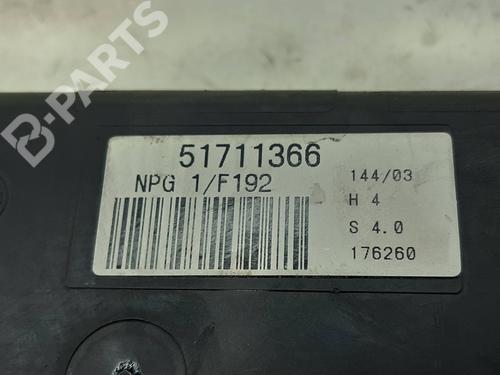 B-PARTS
51711366
NPG 1/F192
144/03
H 4
S 4.0
176260